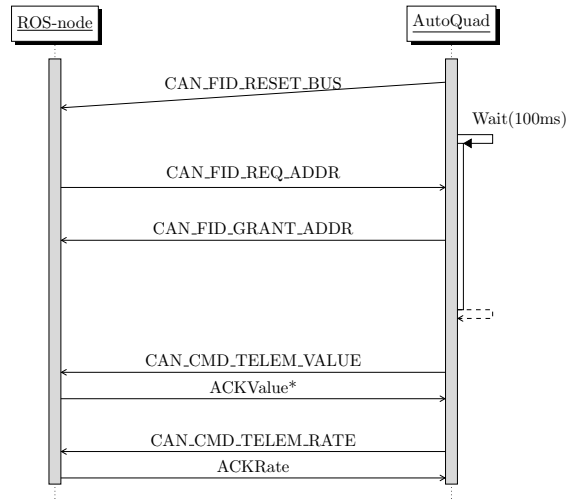 ROS-node
AutoQuad
CAN_FID_RESET_BUS
Wait(100ms)
CAN_FID_REQ_ADDR
CAN_FID_GRANT_ADDR
CAN_CMD_TELEM_VALUE
ACKValue*
CAN_CMD_TELEM_RATE
ACKRate